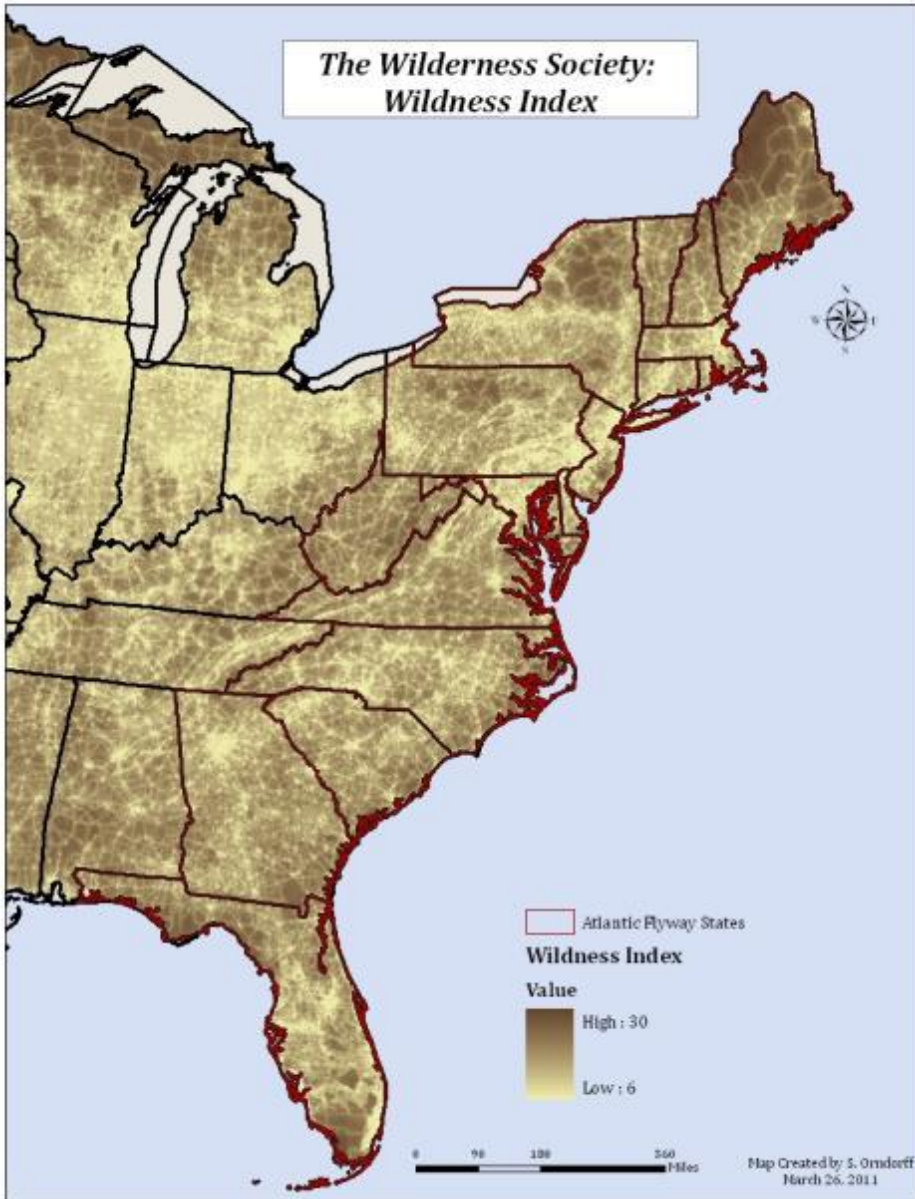 The Wilderness Society:
Wildness Index
N
W E
S
Atlantic Flyway States
Wildness Index
Value
High : 30
Low : 6
0 90 180 360
Miles
Map Created by S. Orndorff
March 26, 2011